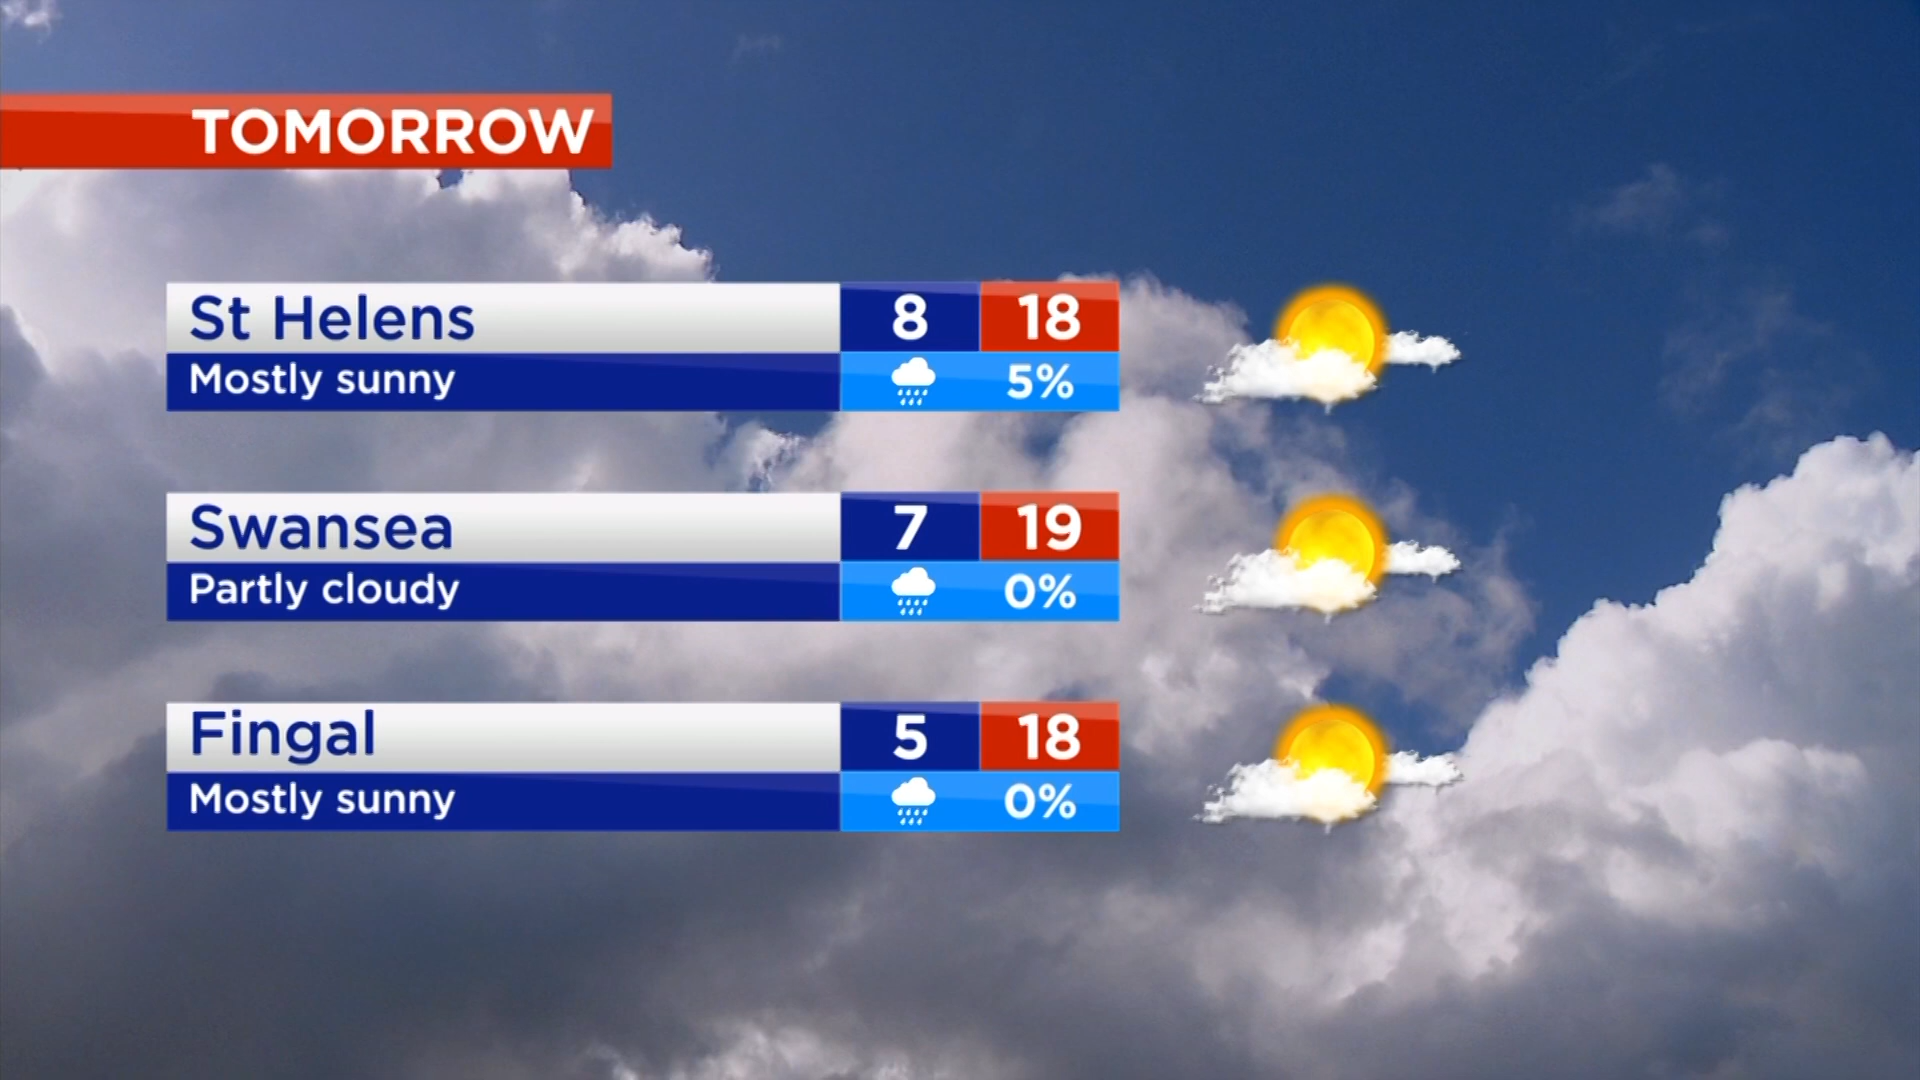 TOMORROW
St Helens 8 18
Mostly sunny 5%
Swansea 7 19
Partly cloudy 0%
Fingal 5 18
Mostly sunny 0%